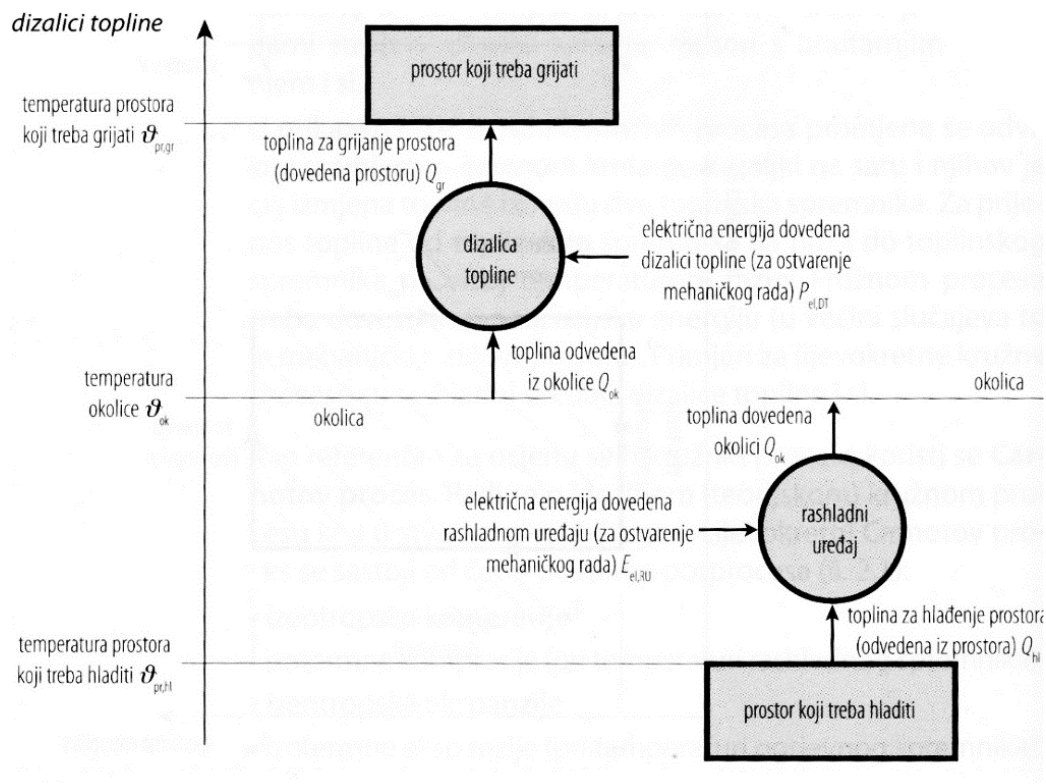 dizalici topline
prostor koji treba grijati
temperatura prostora
koji treba grijati ϑpr,gr
toplina za grijanje prostora
(dovedena prostoru) Qgr
dizalica
topline
električna energija dovedena
dizalici topline (za ostvarenje
mehaničkog rada) Pel,DT
toplina odvedena
iz okolice Qok
temperatura
okolice ϑok
okolica
okolica
toplina dovedena
okolici Qok
električna energija dovedena
rashladnom uređaju (za ostvarenje
mehaničkog rada) Eel,RU
rashladni
uređaj
toplina za hlađenje prostora
(odvedena iz prostora) Qhl
temperatura prostora
koji treba hladiti ϑpr,hl
prostor koji treba hladiti